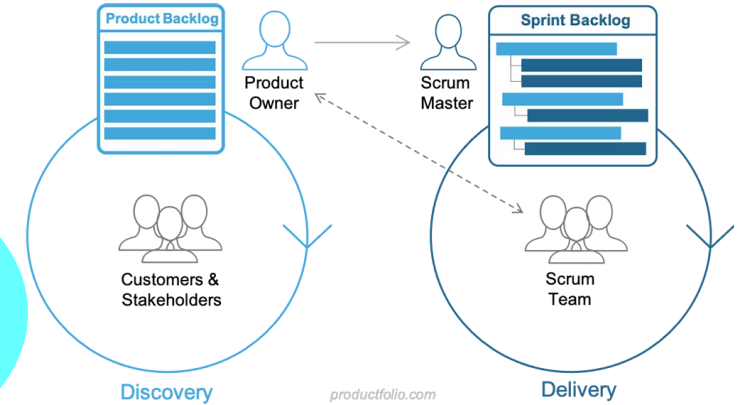 Product Backlog
Product
Owner
Scrum
Master
Sprint Backlog
Customers &
Stakeholders
Scrum
Team
Discovery
productfolio.com
Delivery